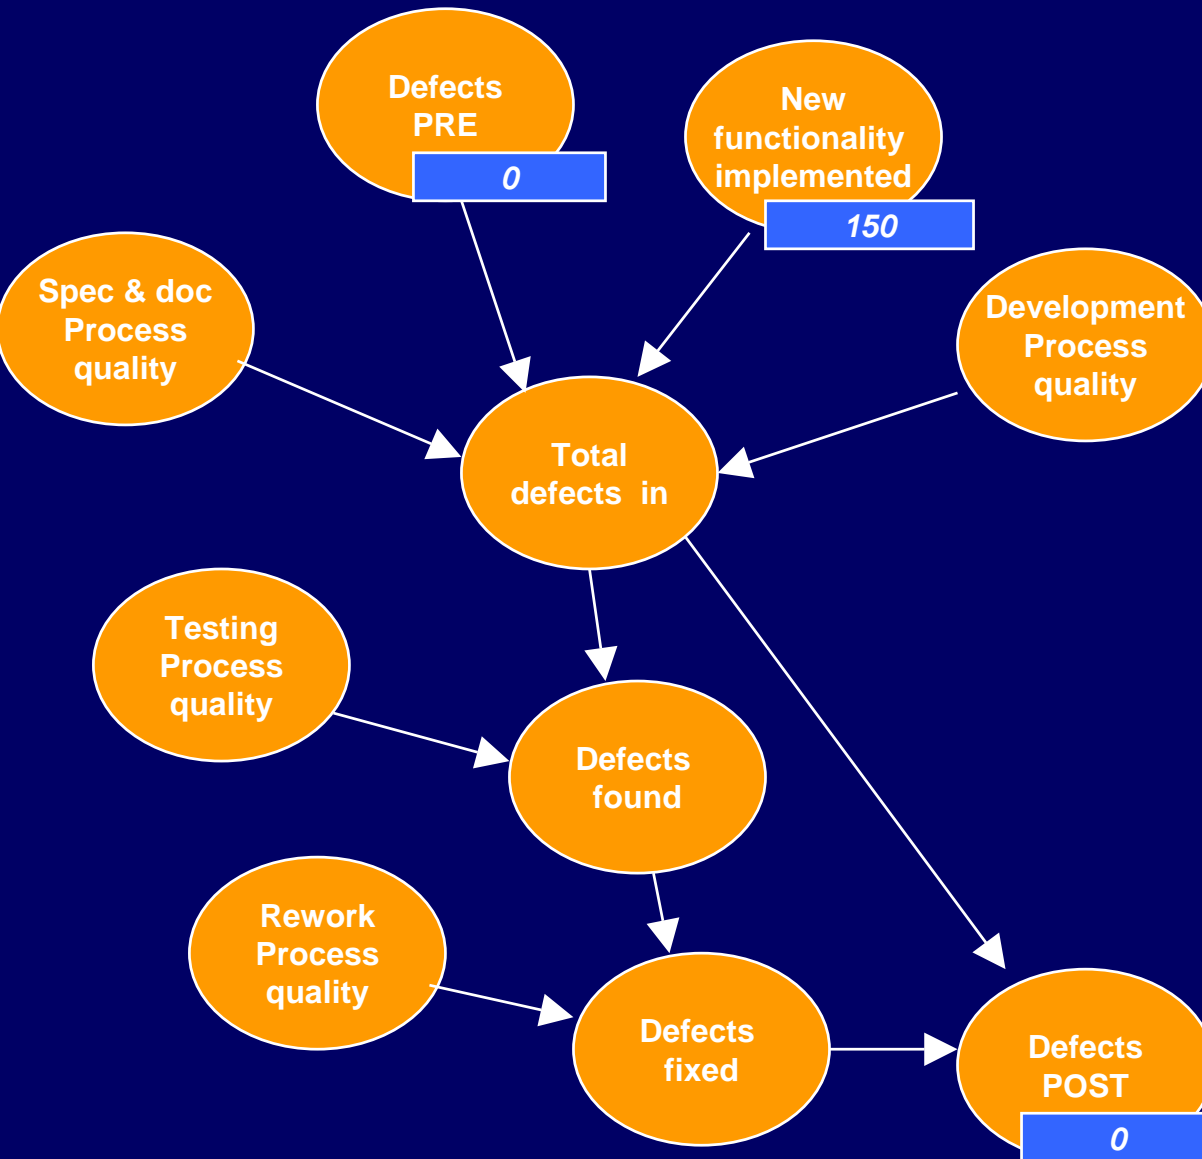 Defects
PRE
0
New
functionality
implemented
150
Spec & doc
Process
quality
Development
Process
quality
Total
defects in
Testing
Process
quality
Defects
found
Rework
Process
quality
Defects
fixed
Defects
POST
0